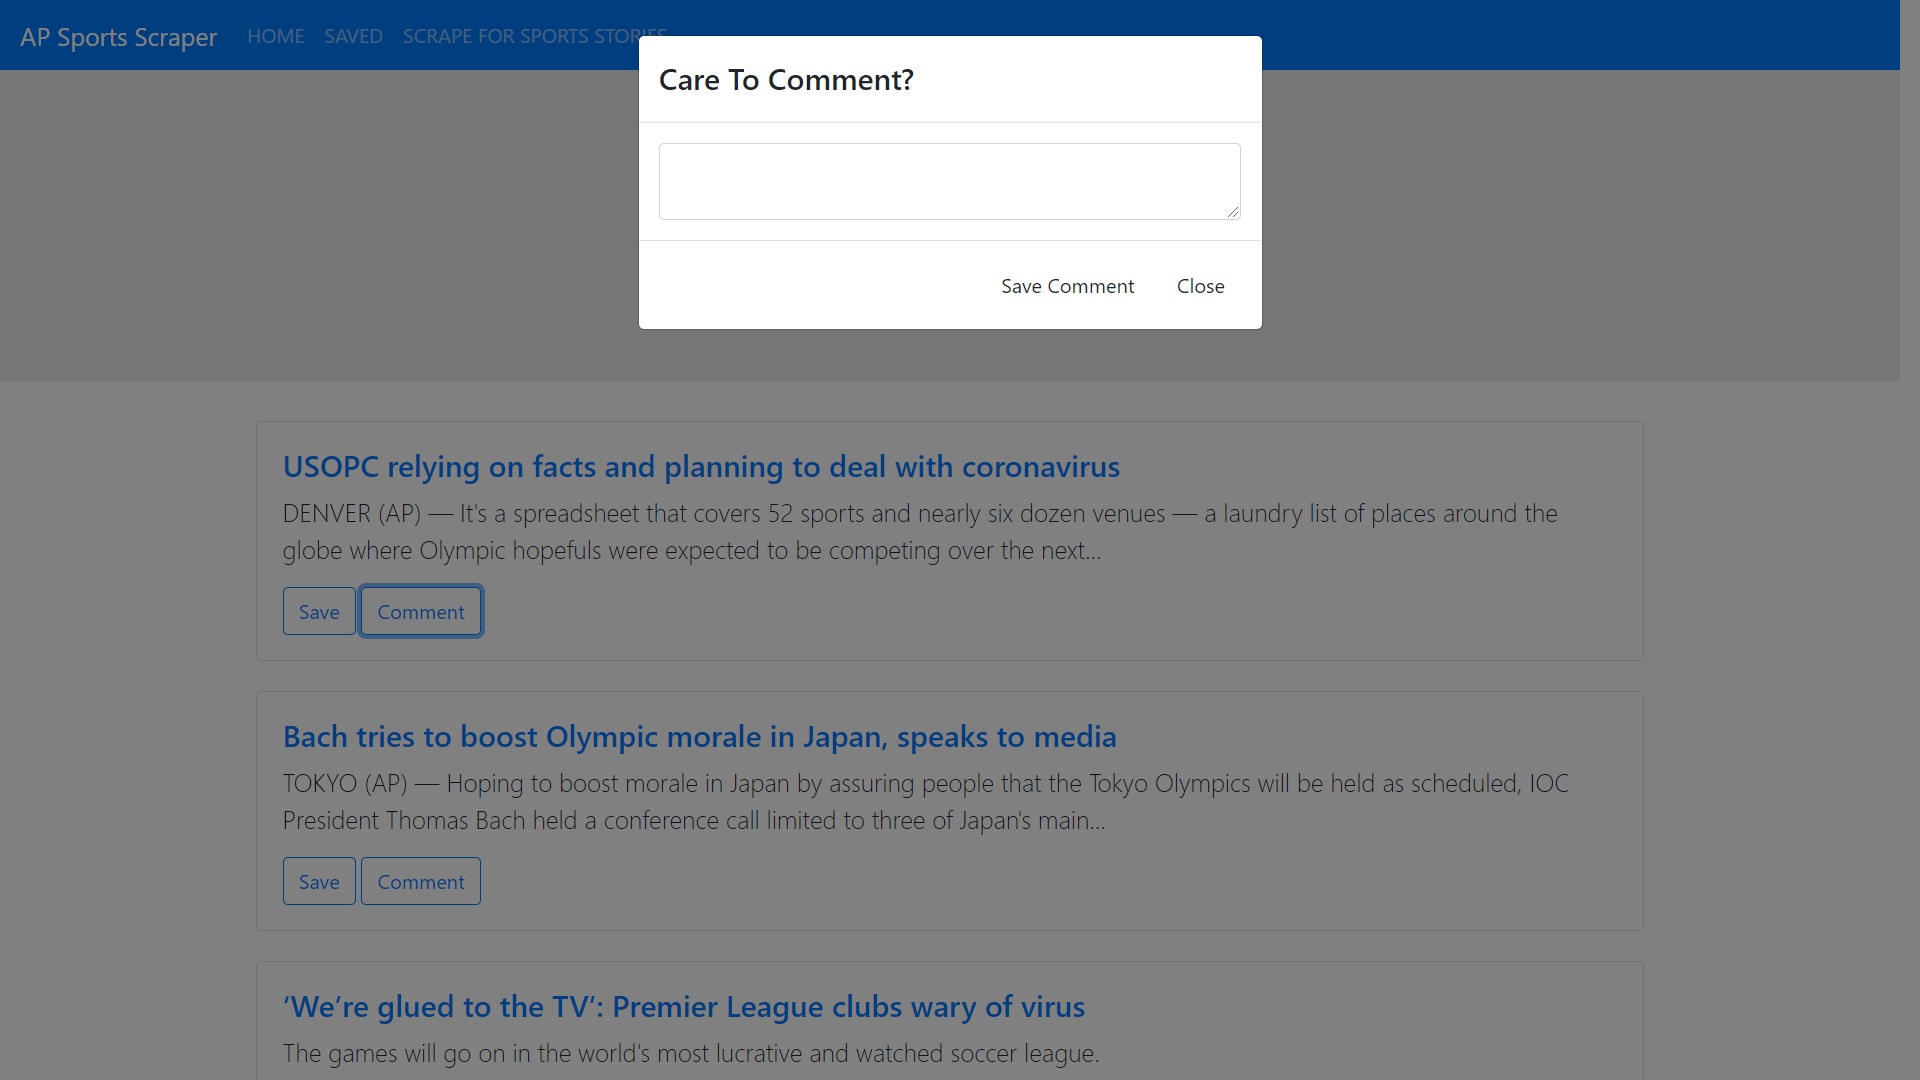 AP Sports Scraper HOME SAVED SCRAPE FOR SPORTS STORIES
Care To Comment?
Save Comment Close
USOPC relying on facts and planning to deal with coronavirus
DENVER (AP) — It's a spreadsheet that covers 52 sports and nearly six dozen venues — a laundry list of places around the
globe where Olympic hopefuls were expected to be competing over the next...
Save Comment
Bach tries to boost Olympic morale in Japan, speaks to media
TOKYO (AP) — Hoping to boost morale in Japan by assuring people that the Tokyo Olympics will be held as scheduled, IOC
President Thomas Bach held a conference call limited to three of Japan's main...
Save Comment
‘We’re glued to the TV’: Premier League clubs wary of virus
The games will go on in the world's most lucrative and watched soccer league.